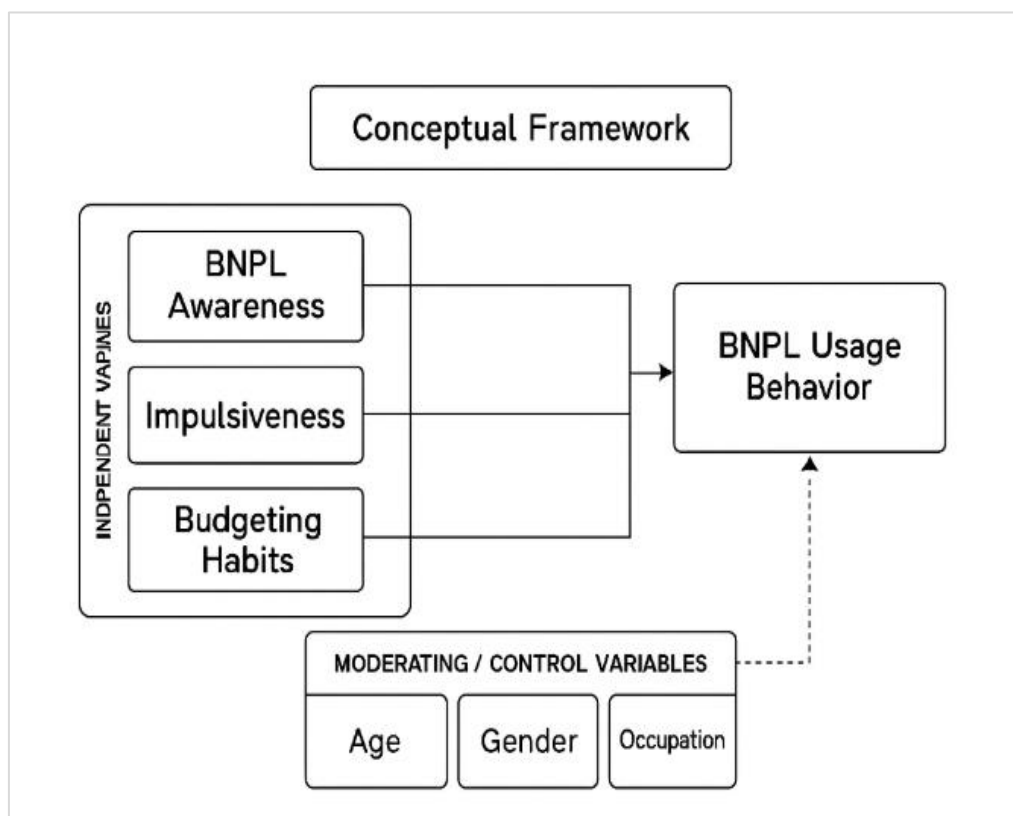 Conceptual Framework
INDPENDENT VAPINES
BNPL
Awareness
Impulsiveness
Budgeting
Habits
BNPL Usage
Behavior
MODERATING / CONTROL VARIABLES
Age
Gender
Occupation